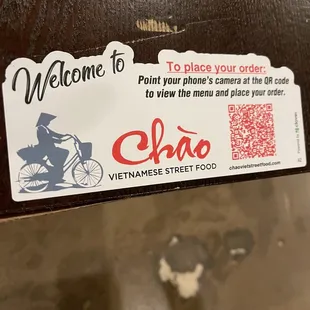 Welcome to
To place your order:
Point your phone's camera at the QR code
to view the menu and place your order.
Chào
VIETNAMESE STREET FOOD
chaovietstreetfood.com